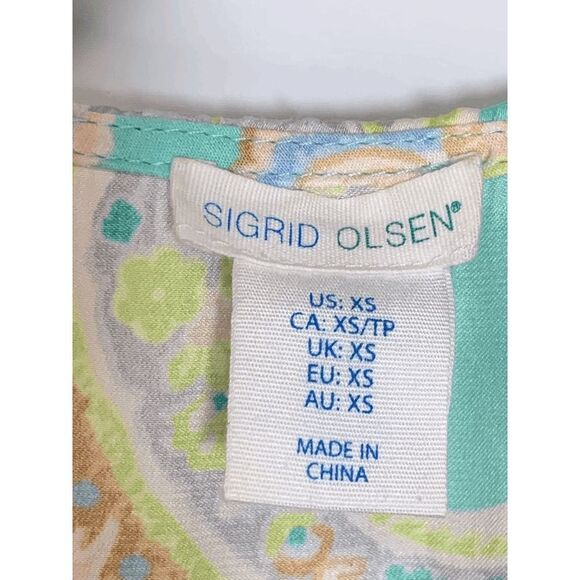 SIGRID OLSEN®
US: XS
CA: XS/TP
UK: XS
EU: XS
AU: XS
MADE IN
CHINA